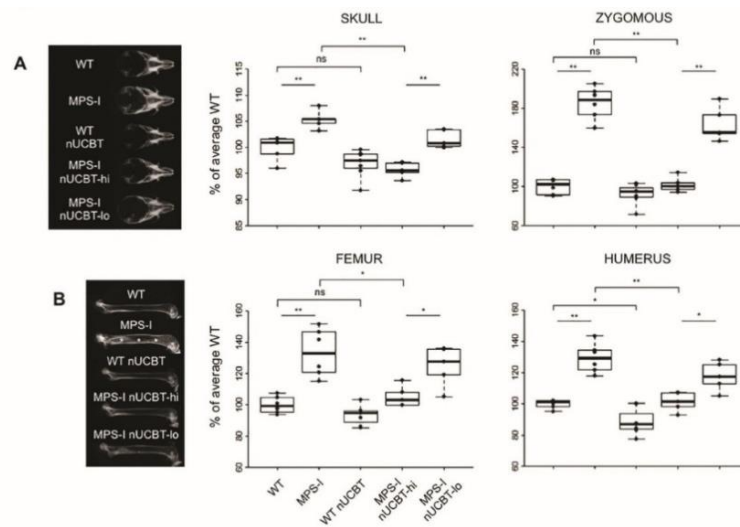 A
WT
MPS-I
WT
nUCBT
MPS-I
nUCBT-hi
MPS-I
nUCBT-lo
SKULL
% of average WT
85 95 100 105 110 115
ns
**
**
**
ZYGOMOUS
60 100 140 180 220
ns
**
**
**
B
WT
MPS-I
WT nUCBT
MPS-I nUCBT-hi
MPS-I nUCBT-lo
FEMUR
% of average WT
60 80 100 120 140 160
ns
**
*
*
WT
MPS-I
WT nUCBT
MPS-I
nUCBT-hi
MPS-I
nUCBT-lo
HUMERUS
60 80 100 120 140 160
*
**
**
*